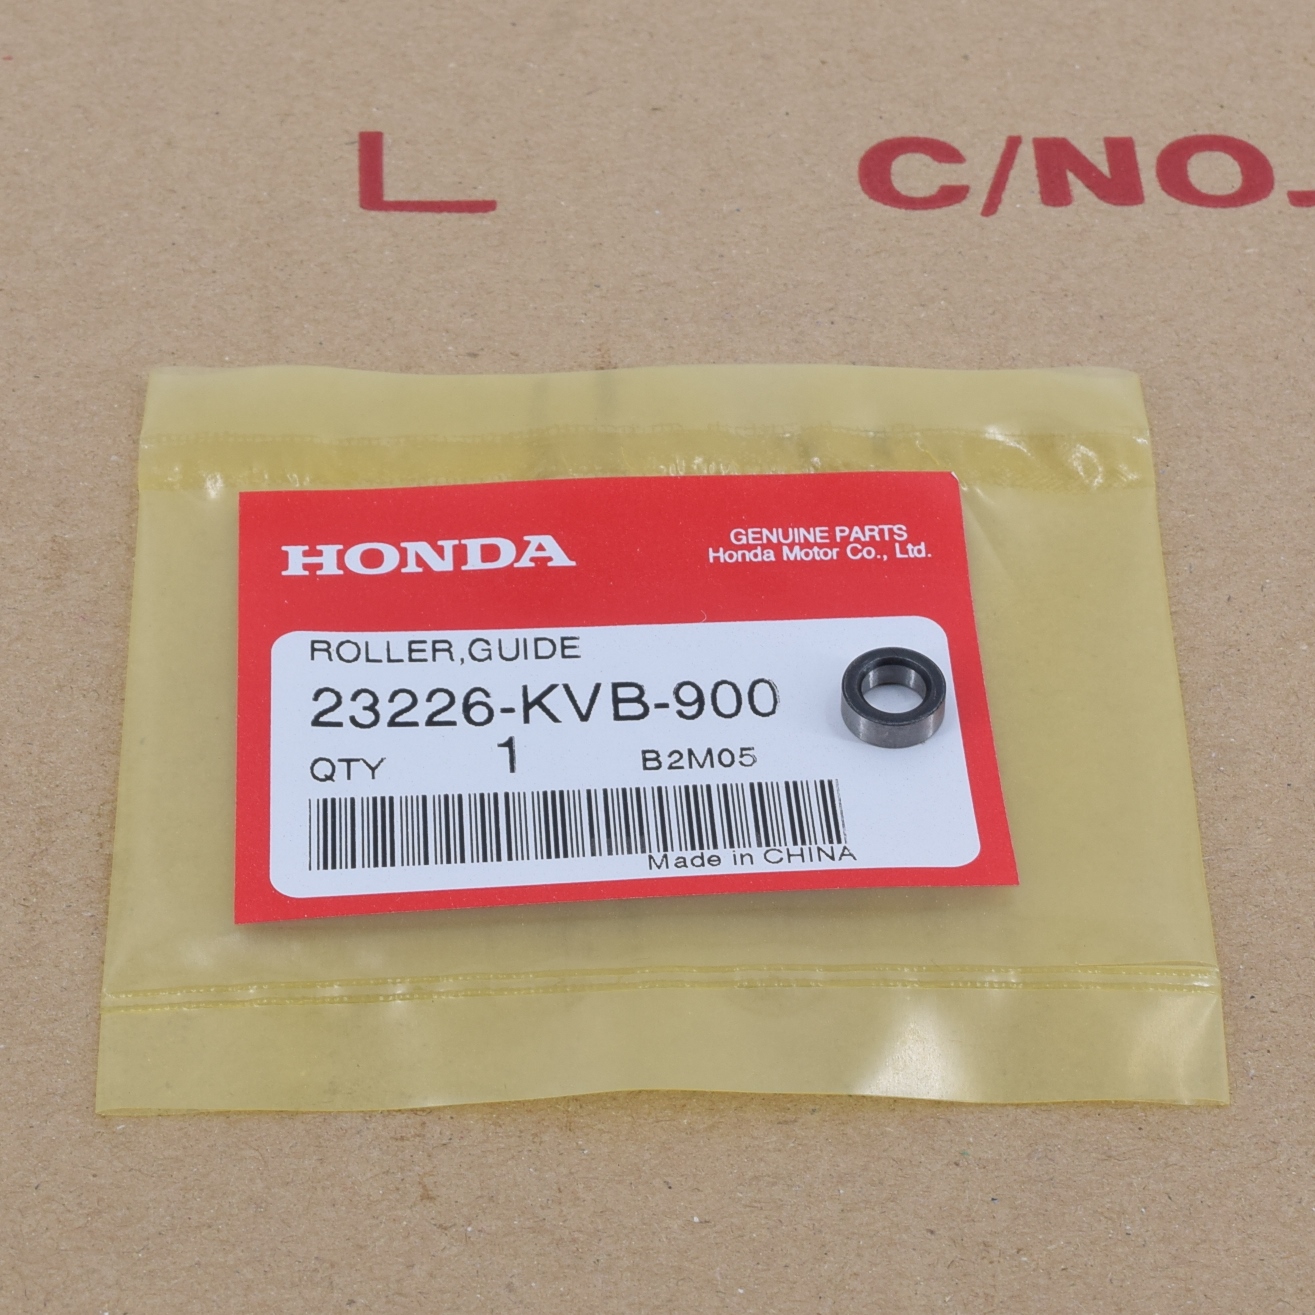 L C/NO.
HONDA
GENUINE PARTS
Honda Motor Co., Ltd.
ROLLER,GUIDE
23226-KVB-900
QTY 1 B2M05
Made in CHINA